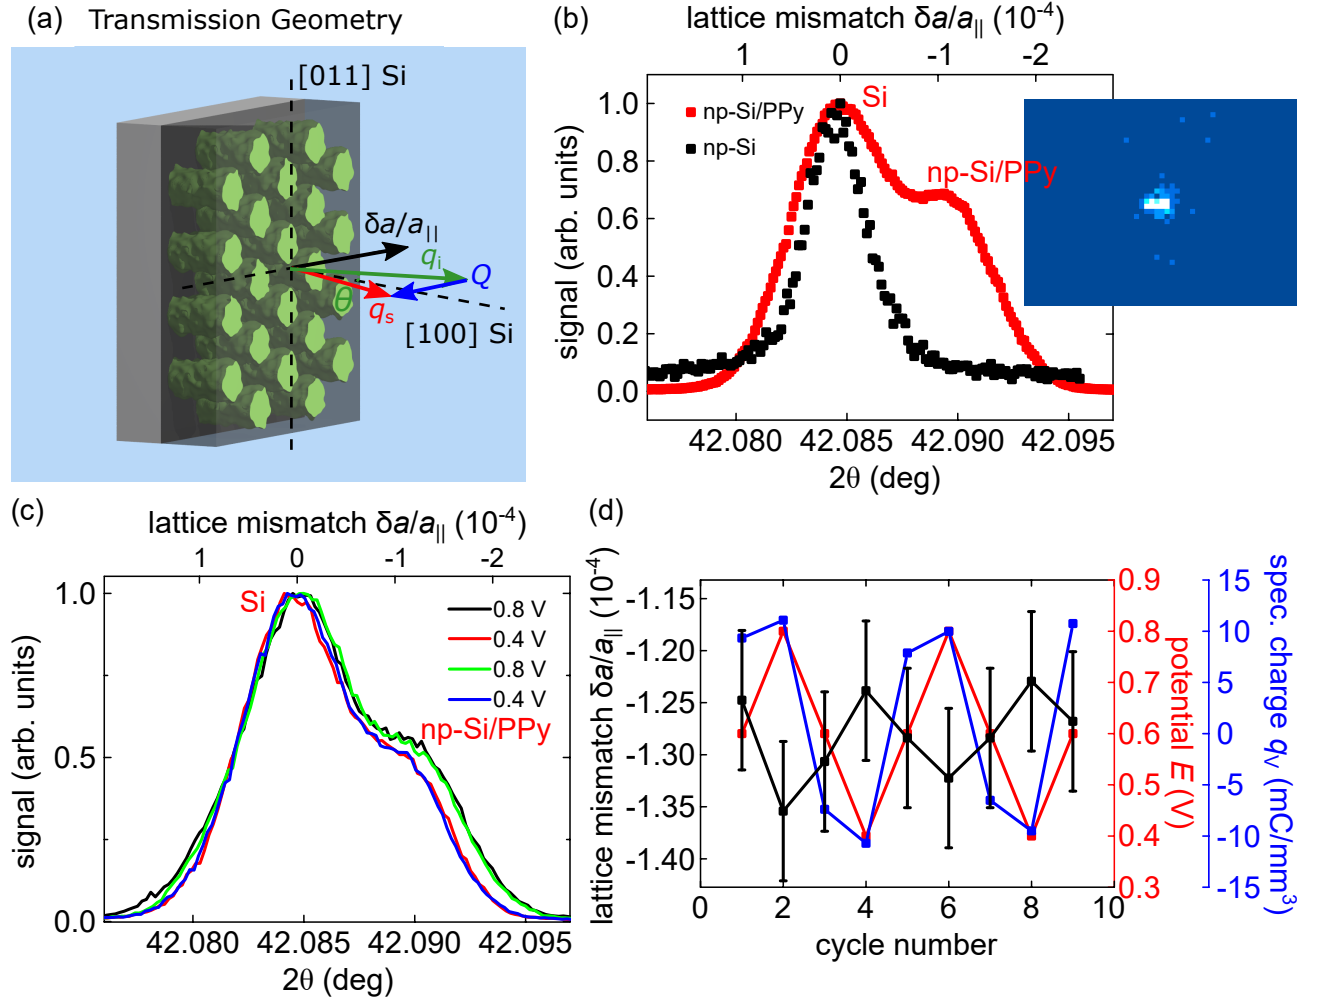 (a) Transmission Geometry
[011] Si
δa/a||
qi
Q
θ
qs
[100] Si
(b) lattice mismatch δa/a|| (10-4)
1 0 -1 -2
1.0
0.8
0.6
0.4
0.2
0.0
signal (arb. units)
np-Si/PPy
np-Si
Si
np-Si/PPy
42.080 42.085 42.090 42.095
2θ (deg)
(c)
lattice mismatch δa/a|| (10-4)
1 0 -1 -2
1.0
0.5
0.0
signal (arb. units)
Si
0.8 V
0.4 V
0.8 V
0.4 V
np-Si/PPy
42.080 42.085 42.090 42.095
2θ (deg)
(d)
lattice mismatch δa/a|| (10-4)
-1.15
-1.20
-1.25
-1.30
-1.35
-1.40
0 2 4 6 8 10
cycle number
0.9
0.8
0.7
0.6
0.5
0.4
0.3
potential E (V)
15
10
5
0
-5
-10
-15
spec. charge qV (mC/mm3)